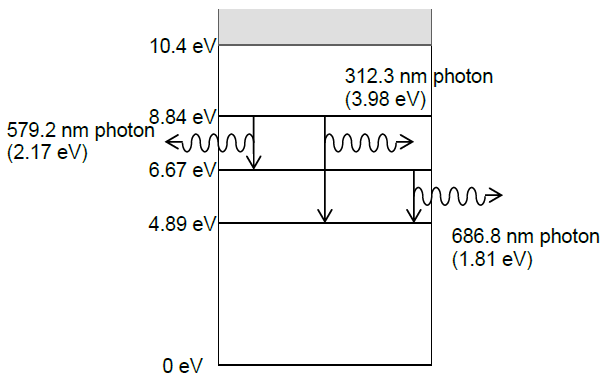 10.4 eV
312.3 nm photon
(3.98 eV)
8.84 eV
579.2 nm photon
(2.17 eV)
6.67 eV
4.89 eV
686.8 nm photon
(1.81 eV)
0 eV